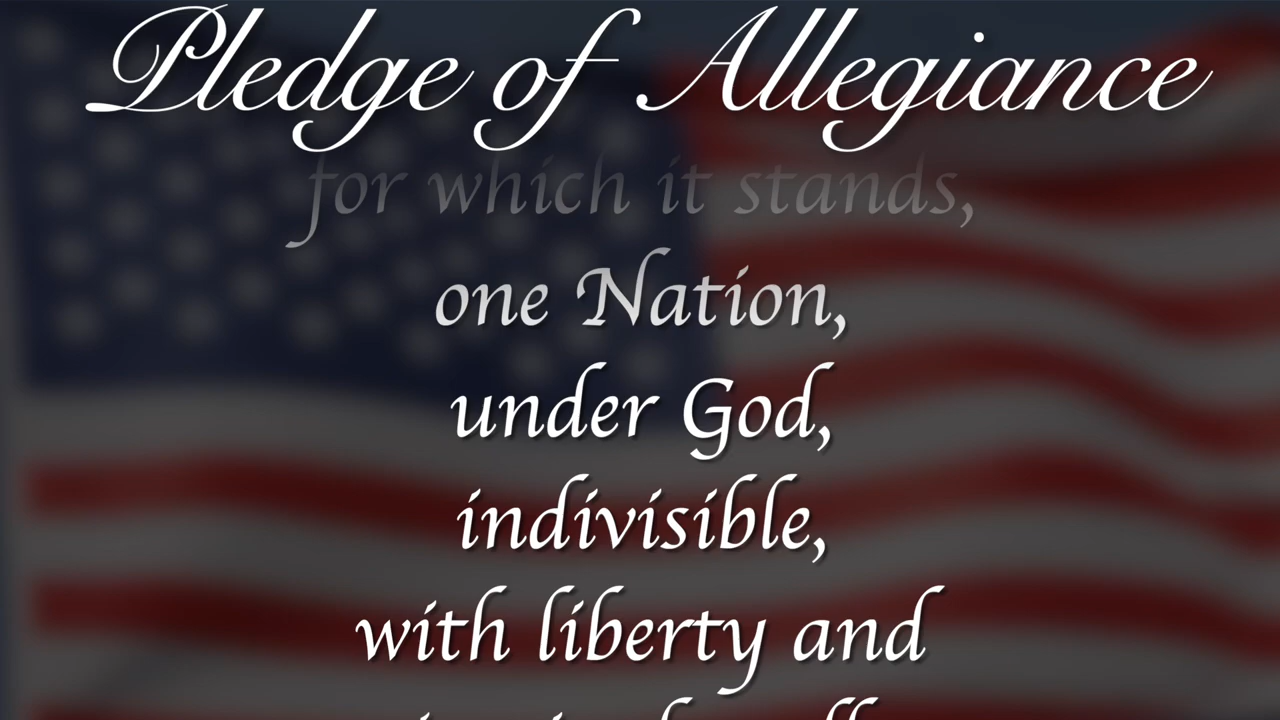 Pledge of Allegiance
for which it stands,
one Nation,
under God,
indivisible,
with liberty and